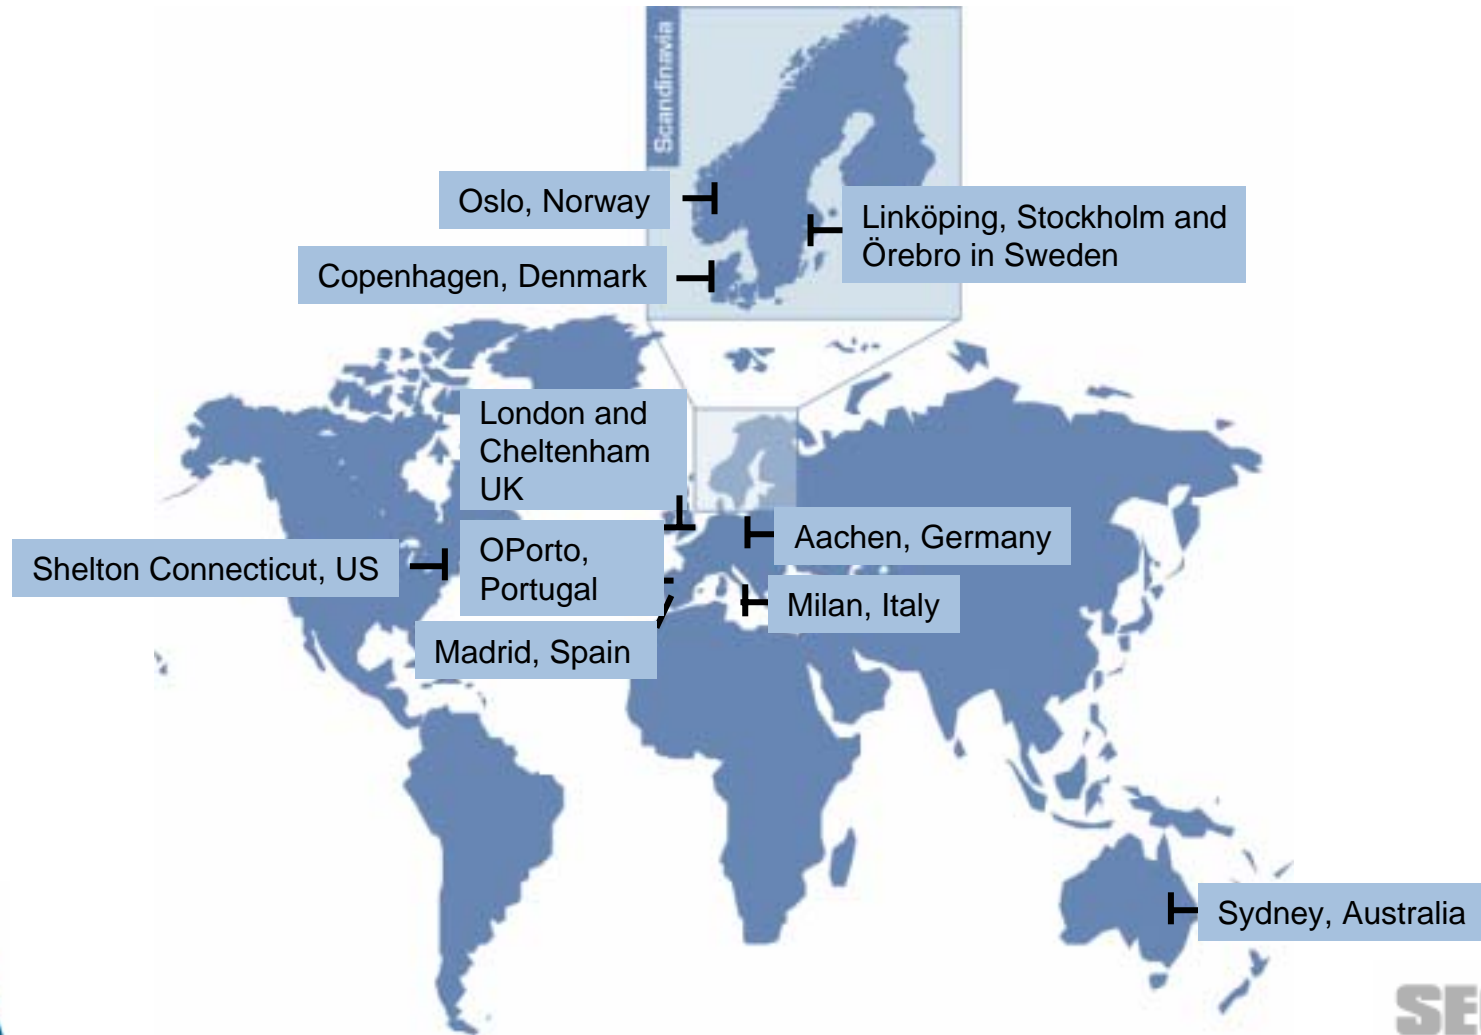 Scandinavia
Oslo, Norway
Linköping, Stockholm and
Örebro in Sweden
Copenhagen, Denmark
London and
Cheltenham
UK
OPorto,
Portugal
Aachen, Germany
Shelton Connecticut, US
Milan, Italy
Madrid, Spain
Sydney, Australia